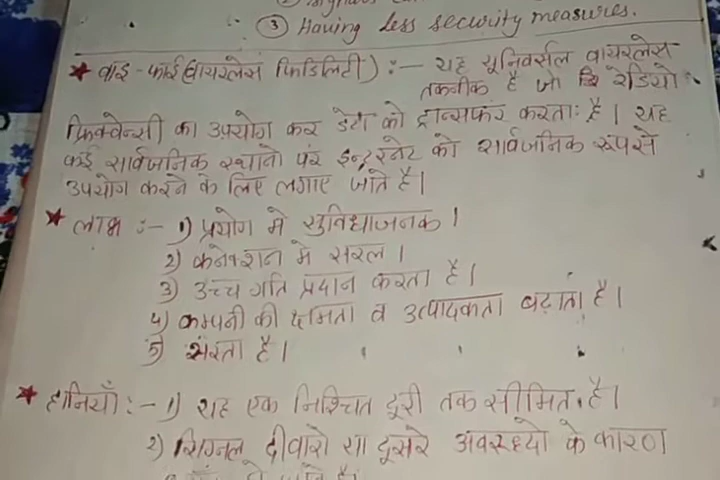 ③ Having less security measures.
* वाई-फाई (वायरलेस फिडिलिटी) :- यह यूनिवर्सल वायरलेस
तकनीक है जो रेडियो
फ्रिक्वेन्सी का उपयोग कर डेटा को ट्रान्सफर करता है। यह
कई सार्वजनिक स्थानो पर इन्टरनेट को सार्वजनिक रूप से
उपयोग करने के लिए लगाए जाते है।
* लाभ :- 1) प्रयोग मे सुविधाजनक।
2) कनेक्शन मे सरल।
3) उच्च गति प्रदान करता है।
4) कम्पनी की क्षमिता व उत्पादकता बढ़ाता है।
5) सस्ता है।
* हानियाँ :- 1) यह एक निश्चित दूरी तक सीमित है।
2) सिग्नल दीवारो या दूसरे के कारण